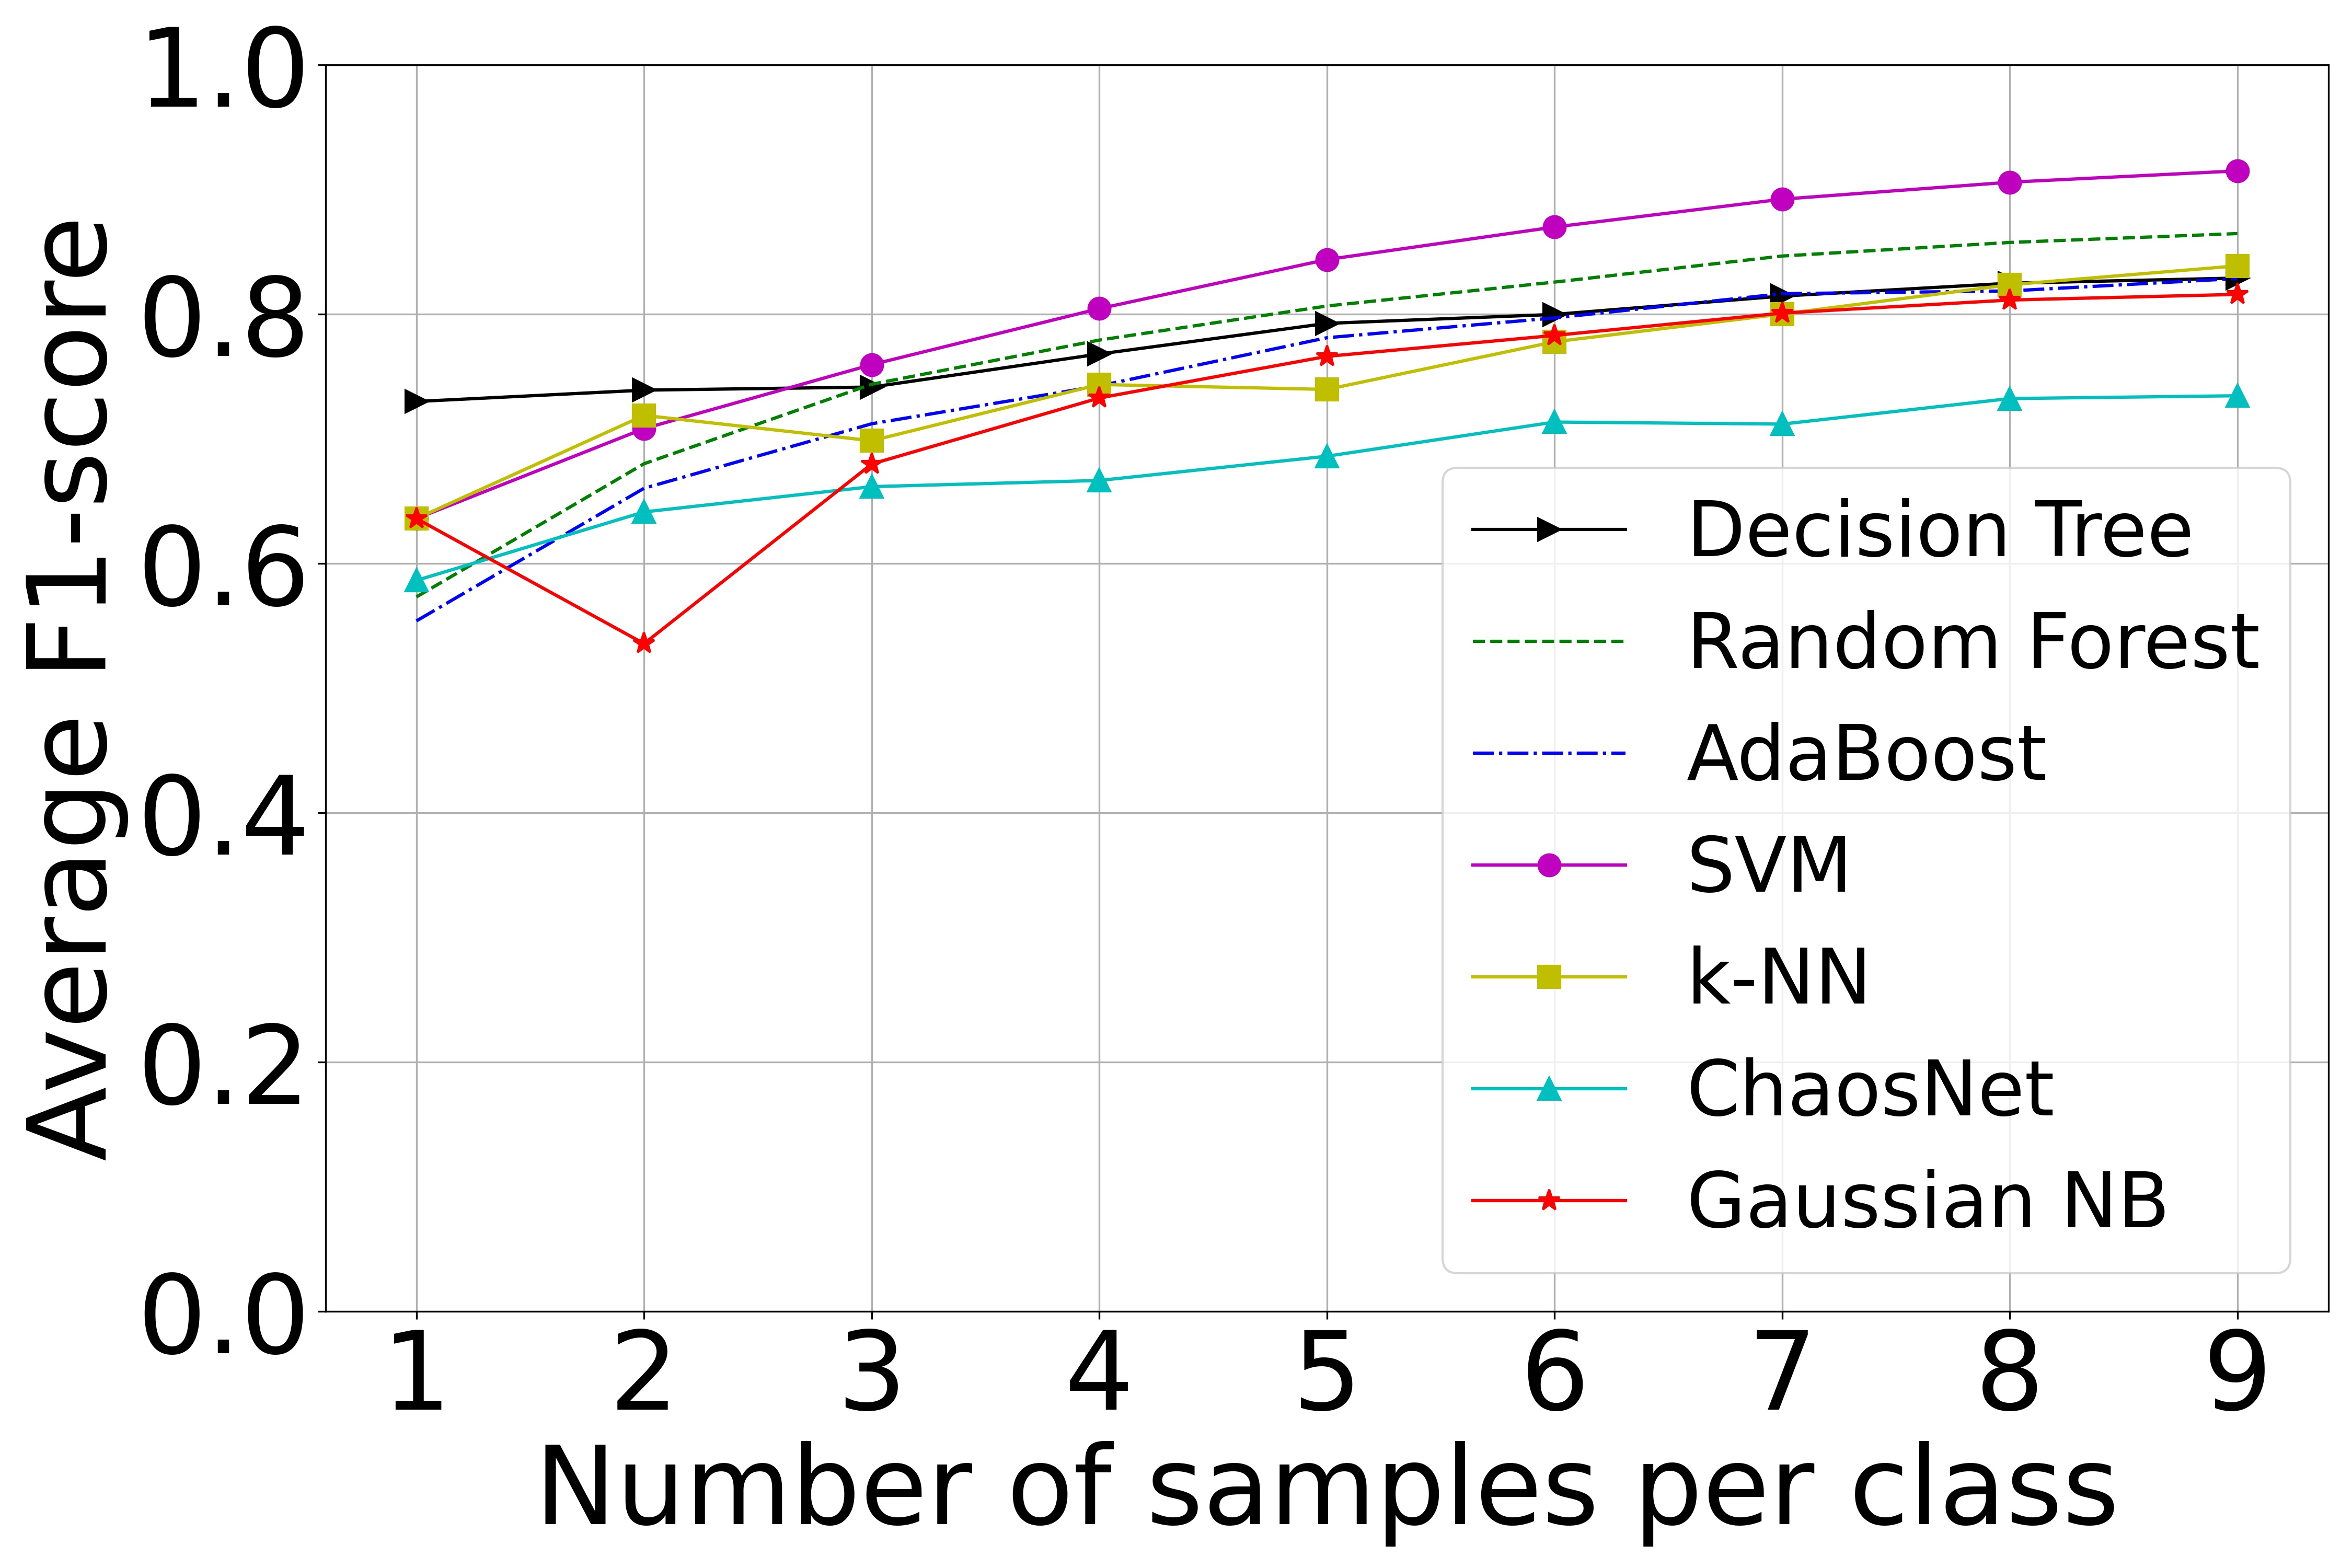 Average F1-score
1.0
0.8
0.6
0.4
0.2
0.0
Decision Tree
Random Forest
AdaBoost
SVM
k-NN
ChaosNet
Gaussian NB
1 2 3 4 5 6 7 8 9
Number of samples per class